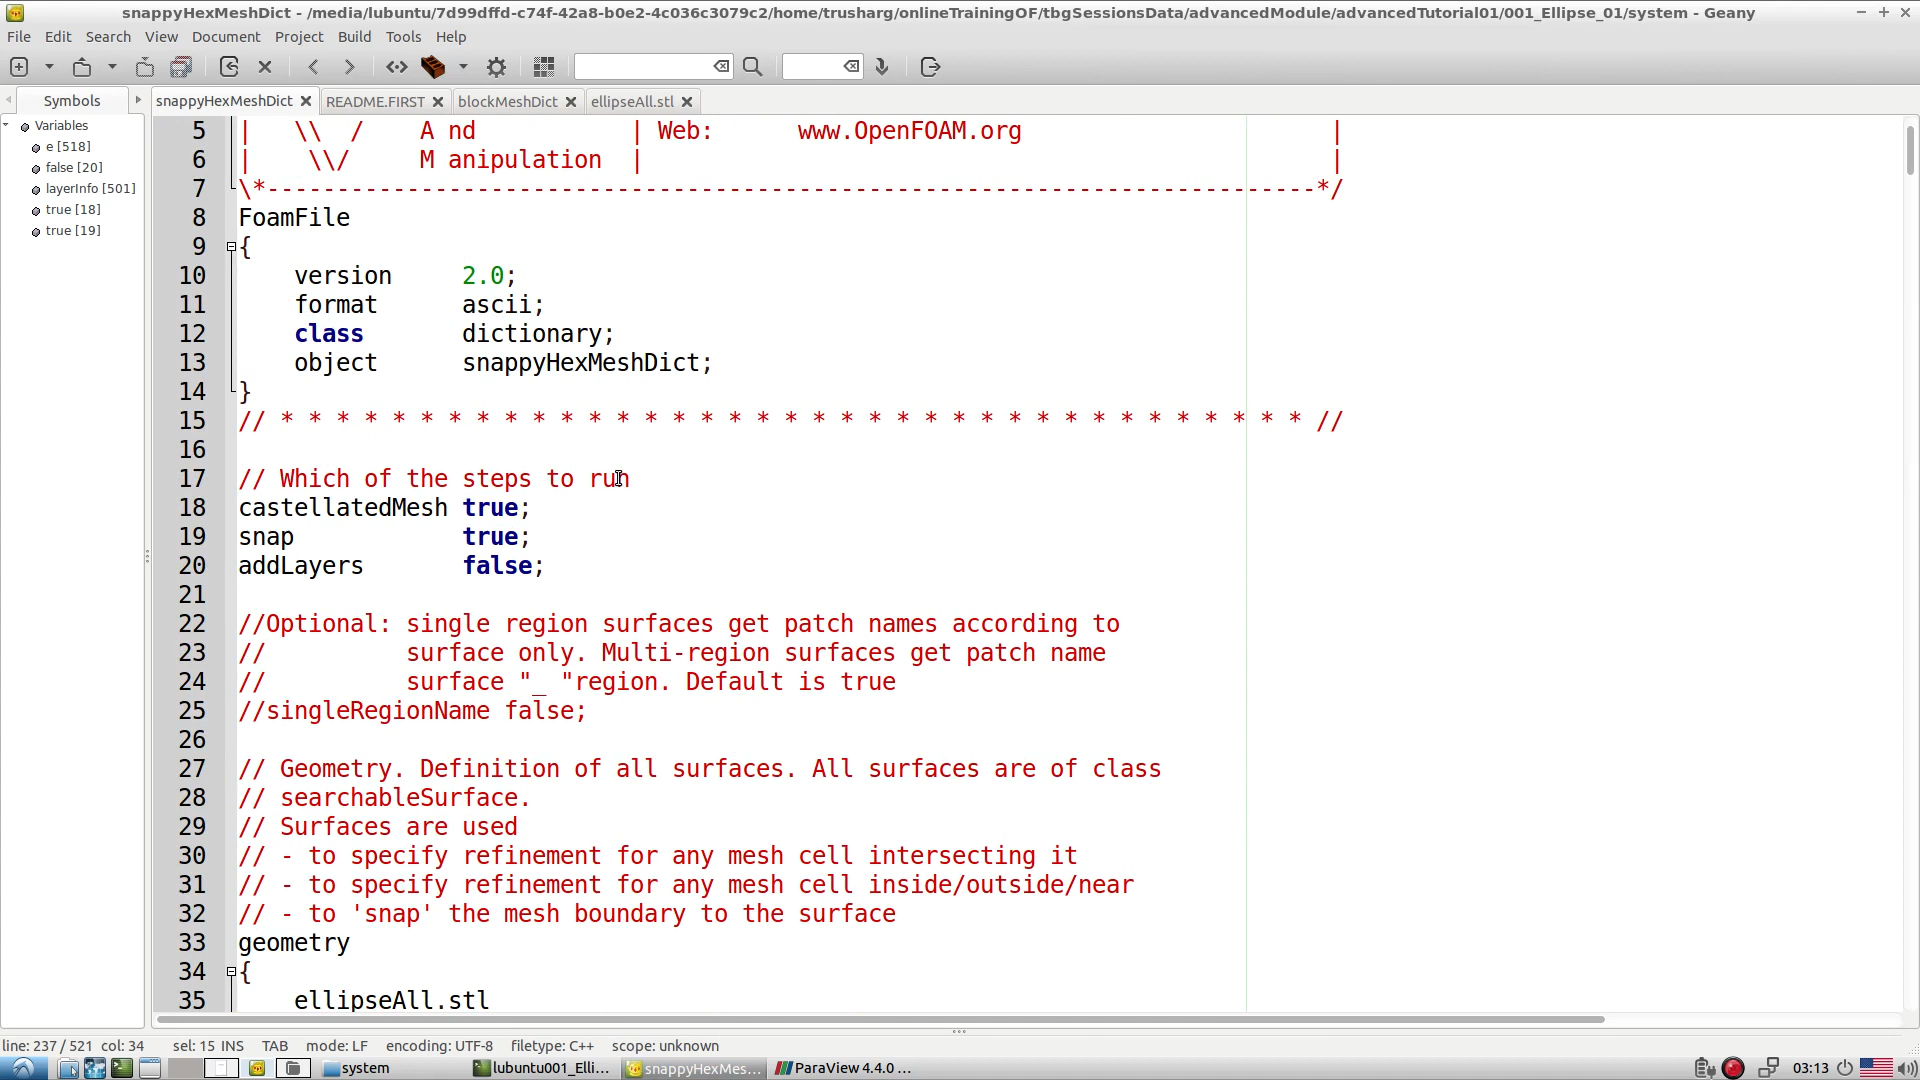 snappyHexMeshDict - /media/lubuntu/7d99dffd-c74f-42a8-b0e2-4c036c3079c2/home/trusharg/onlineTrainingOF/tbgSessionsData/advancedModule/advancedTutorial01/001_Ellipse_01/system - Geany
File Edit Search View Document Project Build Tools Help
Symbols snappyHexMeshDict README.FIRST blockMeshDict ellipseAll.stl
Variables
e [518]
false [20]
layerInfo [501]
true [18]
true [19]
5 | \\ / A nd | Web: www.OpenFOAM.org |
6 | \\/ M anipulation | |
7 \*---------------------------------------------------------------------------*/
8 FoamFile
9 {
10 version 2.0;
11 format ascii;
12 class dictionary;
13 object snappyHexMeshDict;
14 }
15 // * * * * * * * * * * * * * * * * * * * * * * * * * * * * * * * * * * * * * //
16
17 // Which of the steps to run
18 castellatedMesh true;
19 snap true;
20 addLayers false;
21
22 //Optional: single region surfaces get patch names according to
23 // surface only. Multi-region surfaces get patch name
24 // surface "_ "region. Default is true
25 //singleRegionName false;
26
27 // Geometry. Definition of all surfaces. All surfaces are of class
28 // searchableSurface.
29 // Surfaces are used
30 // - to specify refinement for any mesh cell intersecting it
31 // - to specify refinement for any mesh cell inside/outside/near
32 // - to 'snap' the mesh boundary to the surface
33 geometry
34 {
35 ellipseAll.stl
line: 237 / 521 col: 34 sel: 15 INS TAB mode: LF encoding: UTF-8 filetype: C++ scope: unknown
system lubuntu001_Elli... snappyHexMes... ParaView 4.4.0 ... 03:13